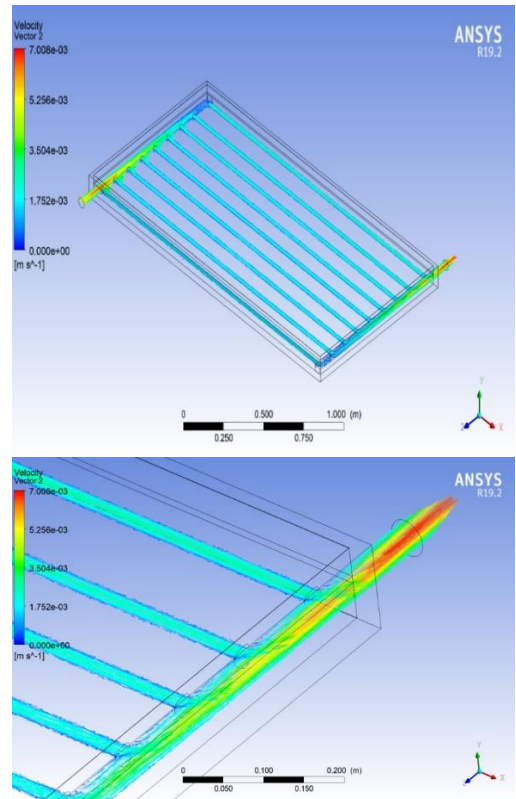 Velocity
Vector 2
7.008e-03
5.256e-03
3.504e-03
1.752e-03
0.000e+00
[m s^-1]
ANSYS
R19.2
0 0.500 1.000 (m)
0.250 0.750
Y
Z X
Velocity
Vector 2
7.008e-03
5.256e-03
3.504e-03
1.752e-03
0.000e+00
[m s^-1]
ANSYS
R19.2
0 0.100 0.200 (m)
0.050 0.150
Y
X